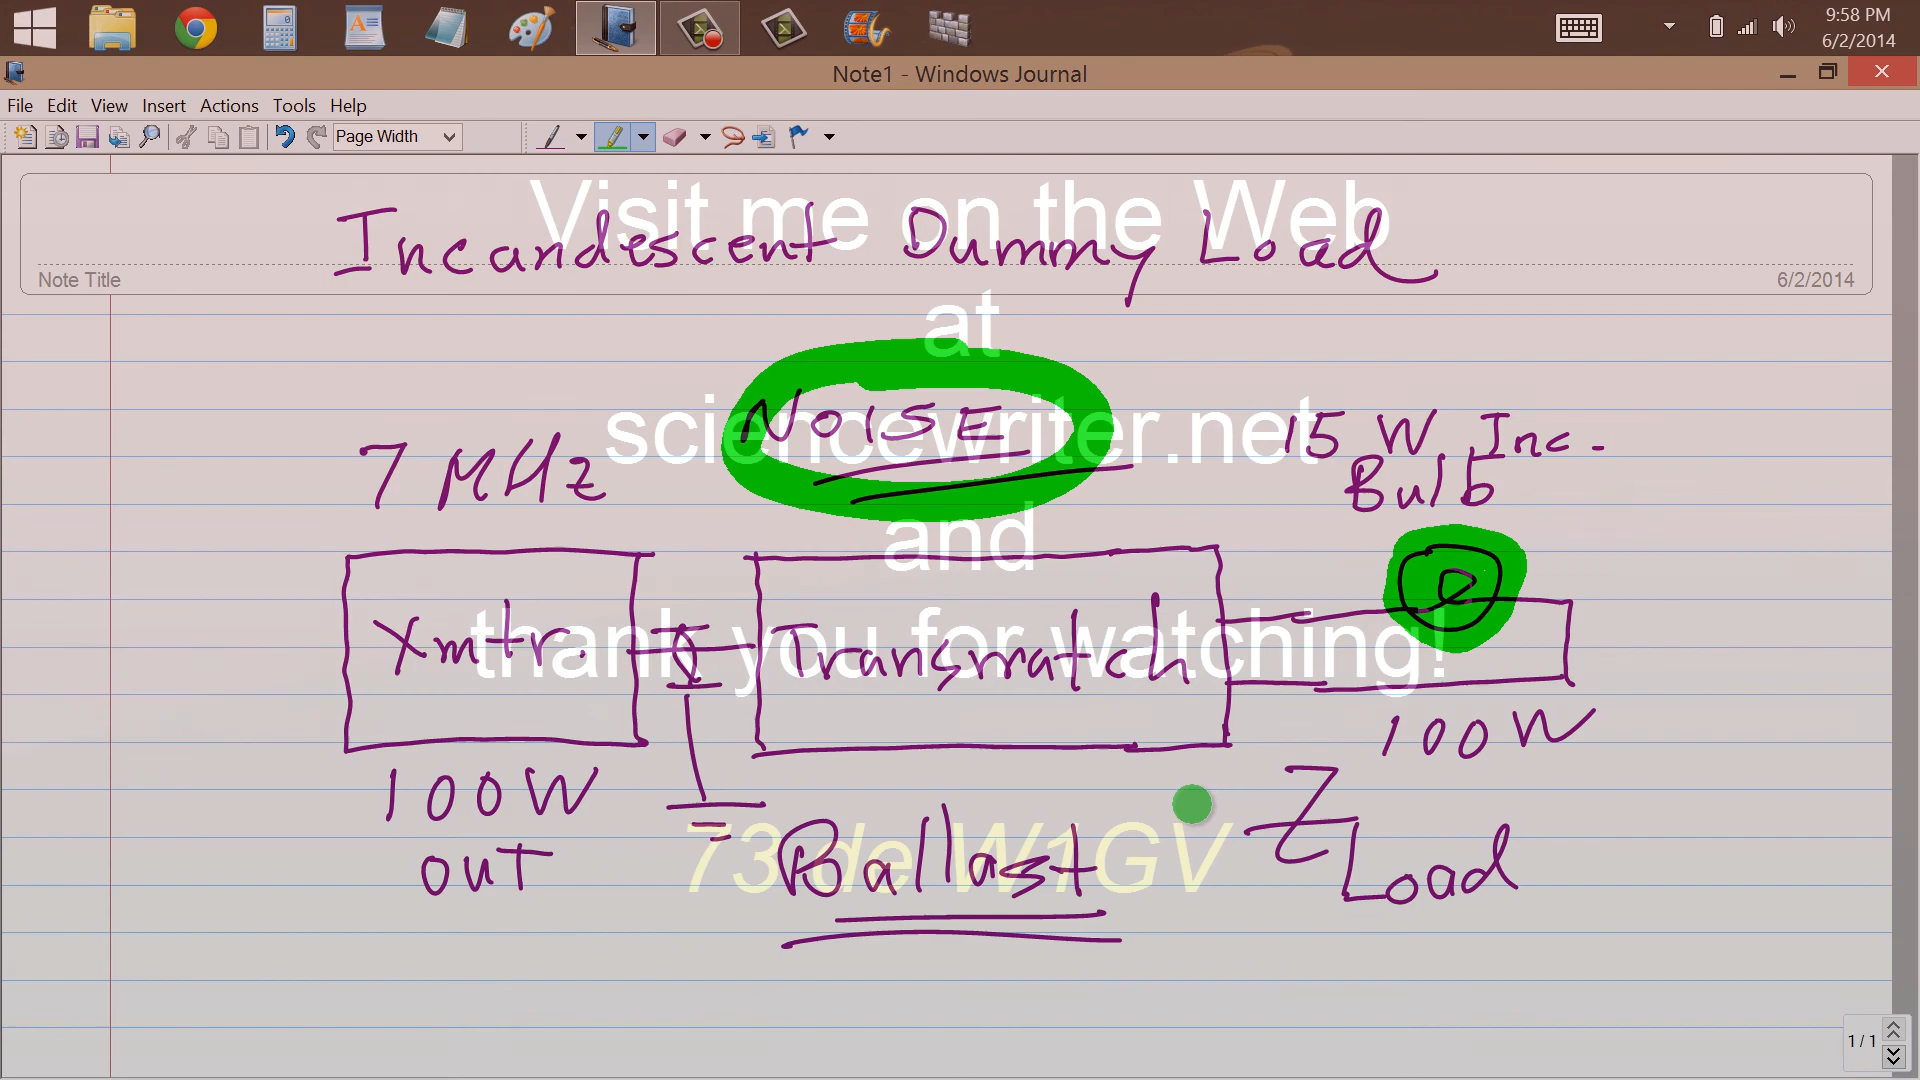 9:58 PM
6/2/2014
Note1 - Windows Journal
File Edit View Insert Actions Tools Help
Page Width
Visit me on the Web
Incandescent Dummy Load
Note Title 6/2/2014
at
NOISE
sciencewriter.net
7 MHz
15 W Inc.
Bulb
and
Xmtr.
Transmatch
thank you for watching!
100W
100W
OUT
Z Load
73 de W1GV
Ballast
1 / 1